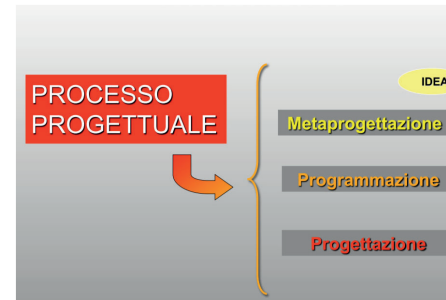 IDEA
PROCESSO
PROGETTUALE
Metaprogettazione
Programmazione
Progettazione